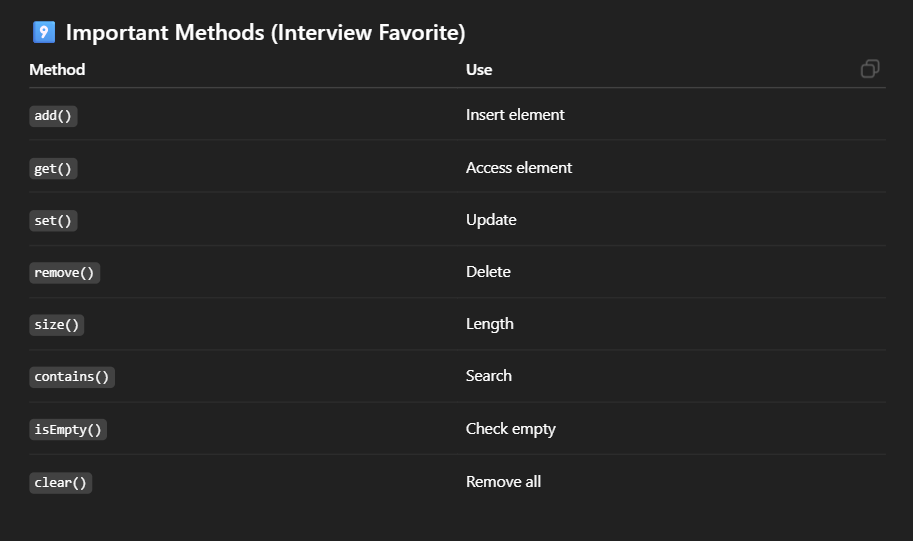 9 Important Methods (Interview Favorite)
Method Use
add() Insert element
get() Access element
set() Update
remove() Delete
size() Length
contains() Search
isEmpty() Check empty
clear() Remove all